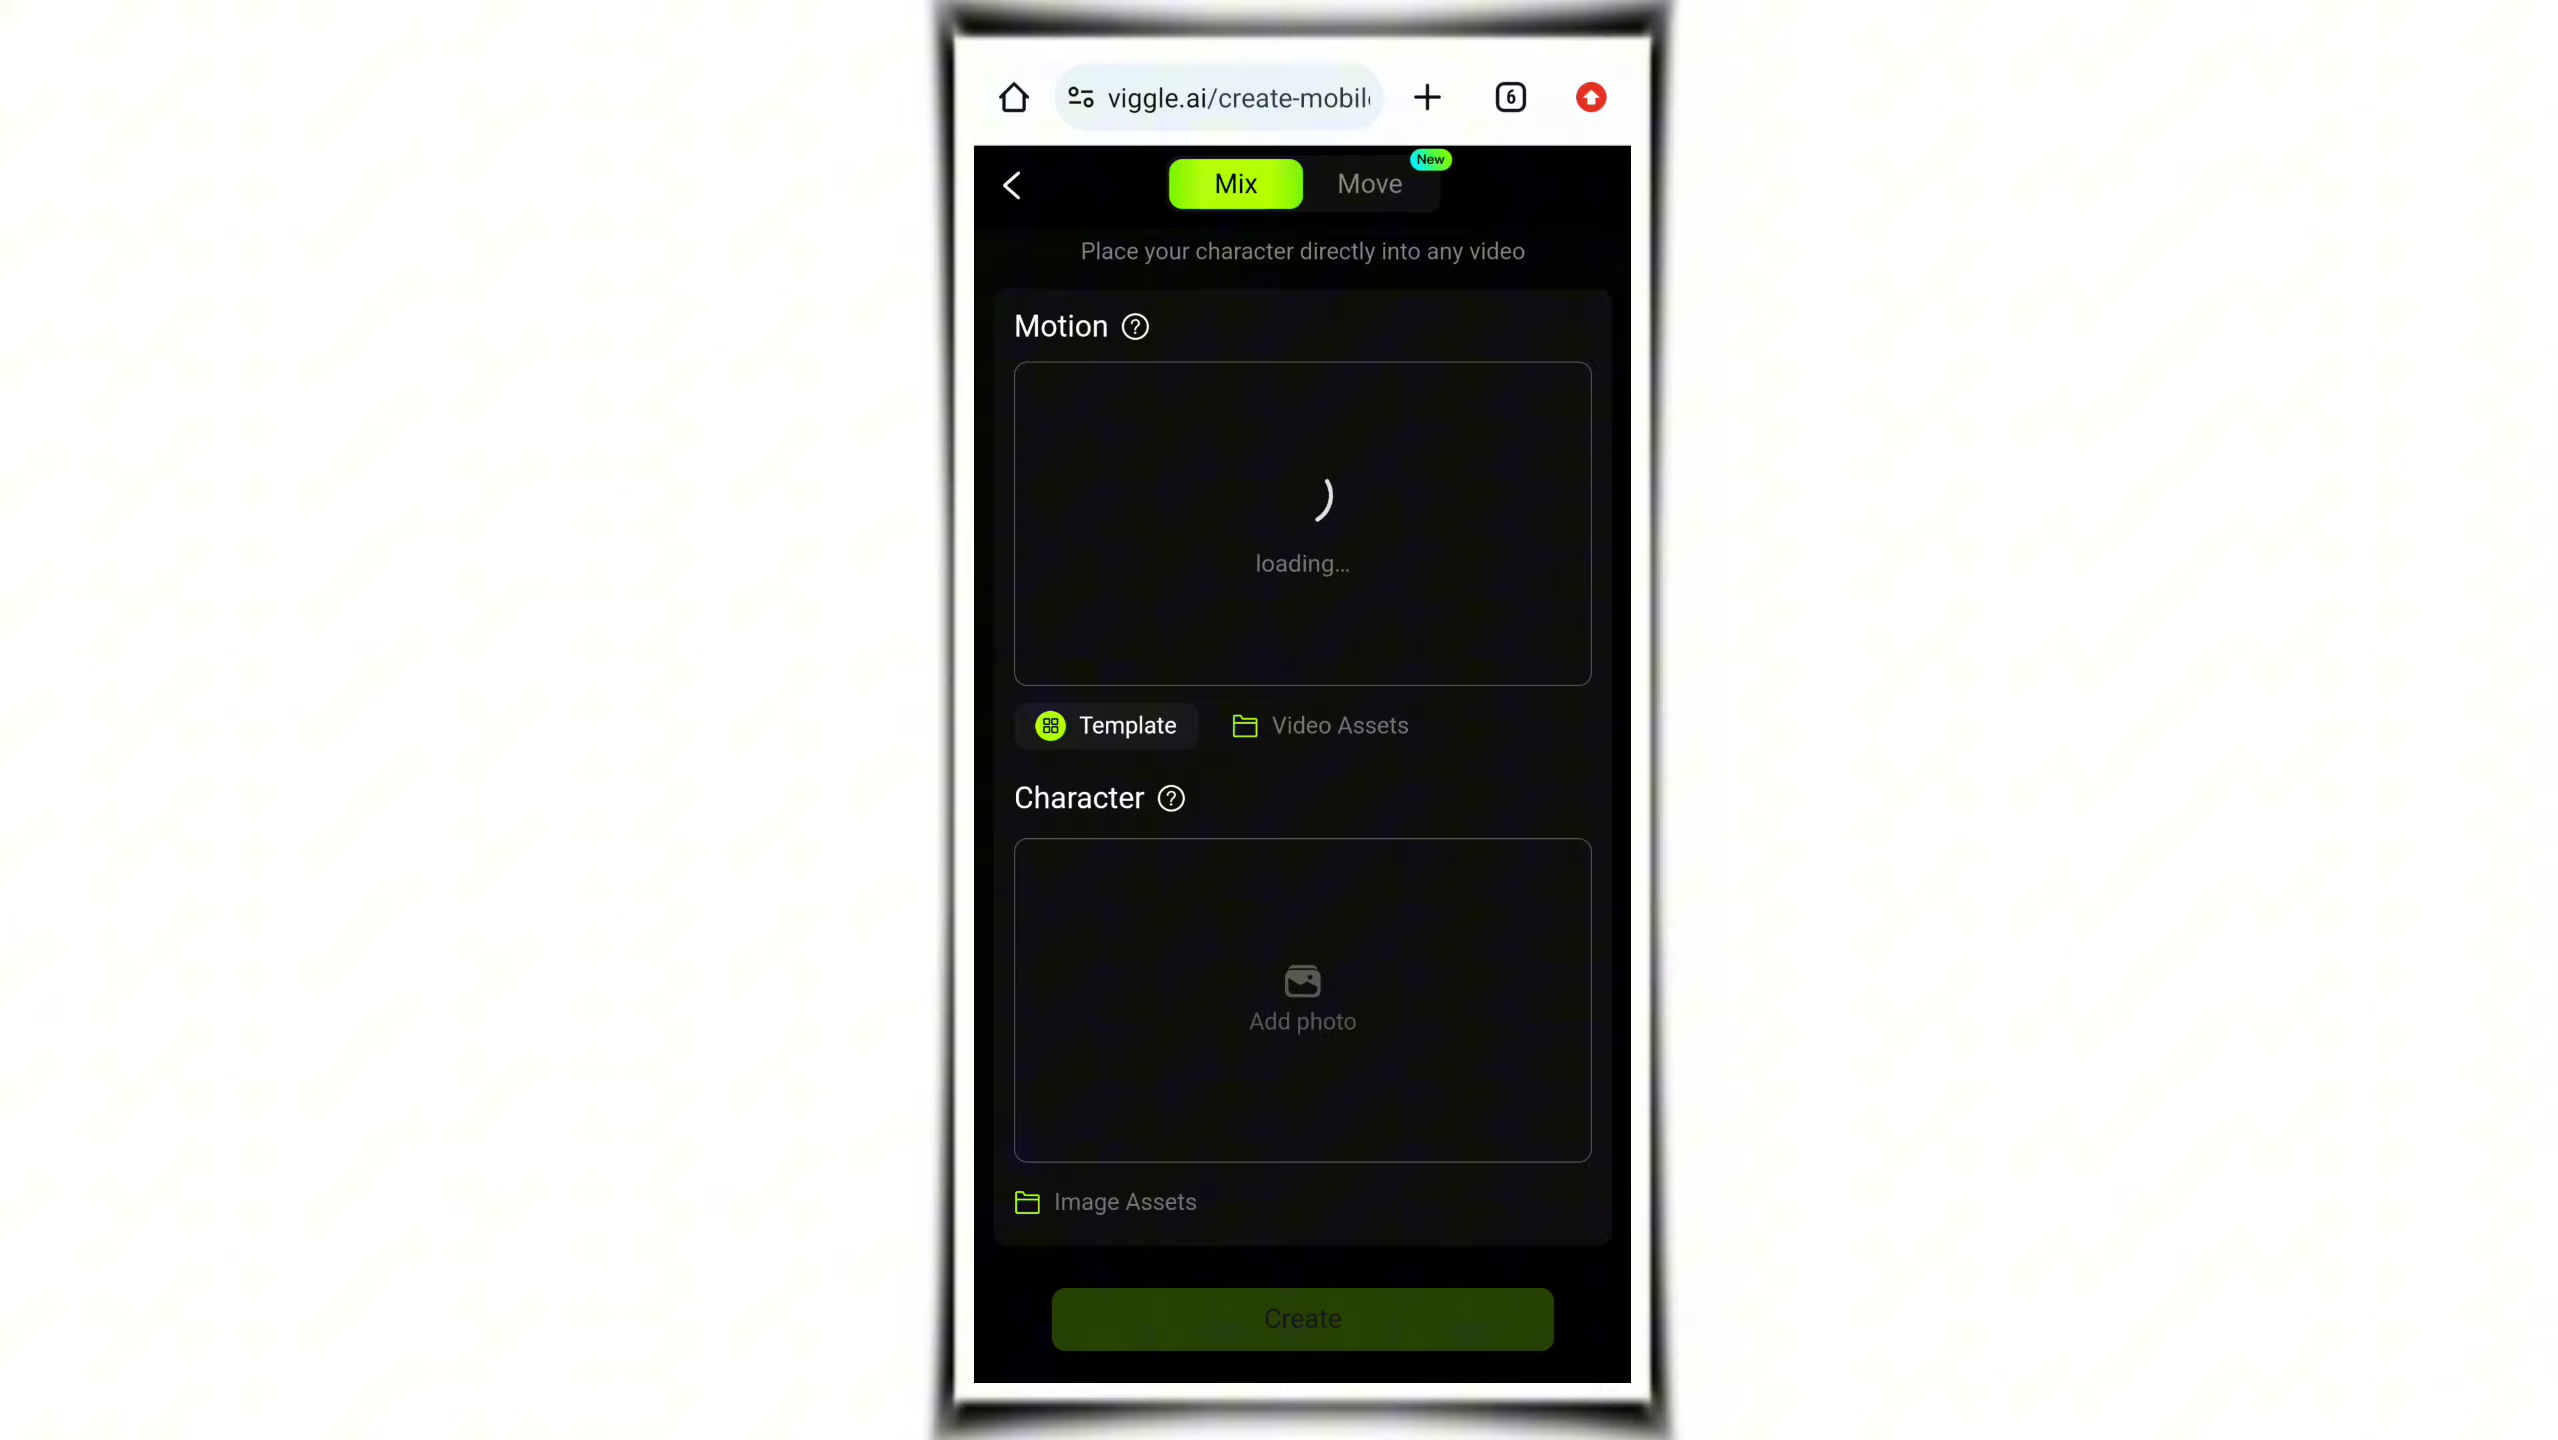 viggle.ai/create-mobil
6
New
Mix
Move
Place your character directly into any video
Motion ?
loading...
Template
Video Assets
Character ?
Add photo
Image Assets
Create